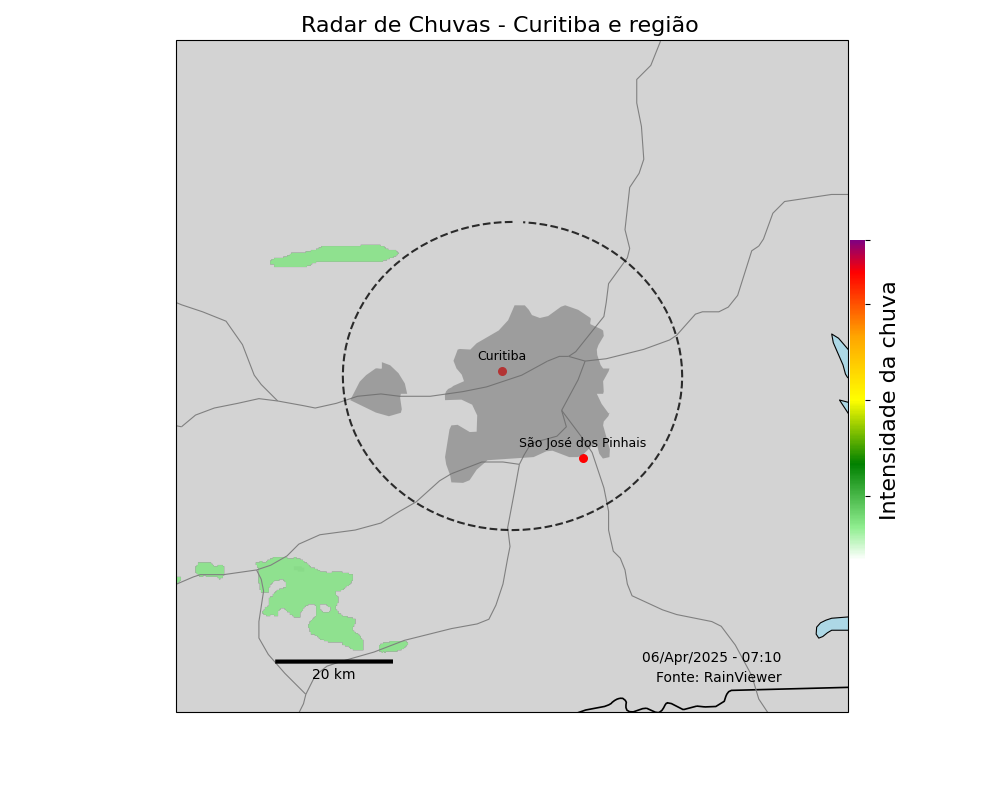 Radar de Chuvas - Curitiba e região
Curitiba
São José dos Pinhais
Intensidade da chuva
06/Apr/2025 - 07:10
Fonte: RainViewer
20 km